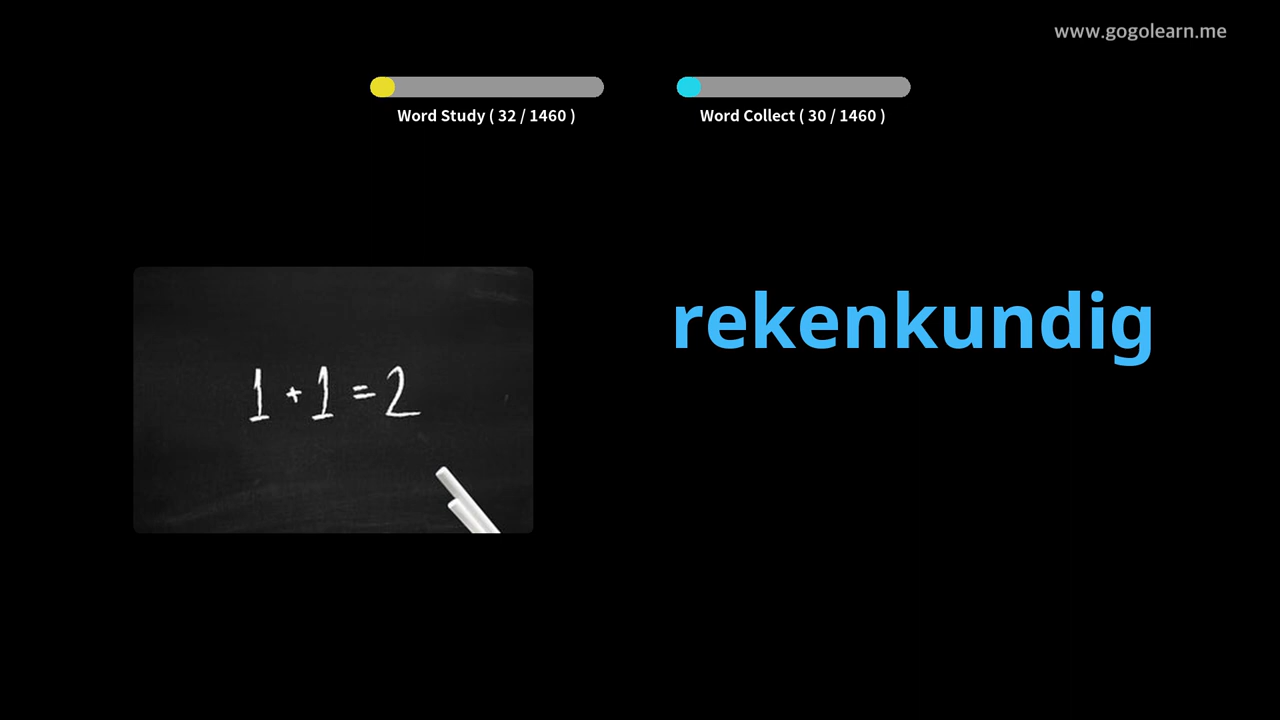 www.gogolearn.me
Word Study ( 32 / 1460 )
Word Collect ( 30 / 1460 )
rekenkundig
1 + 1 = 2